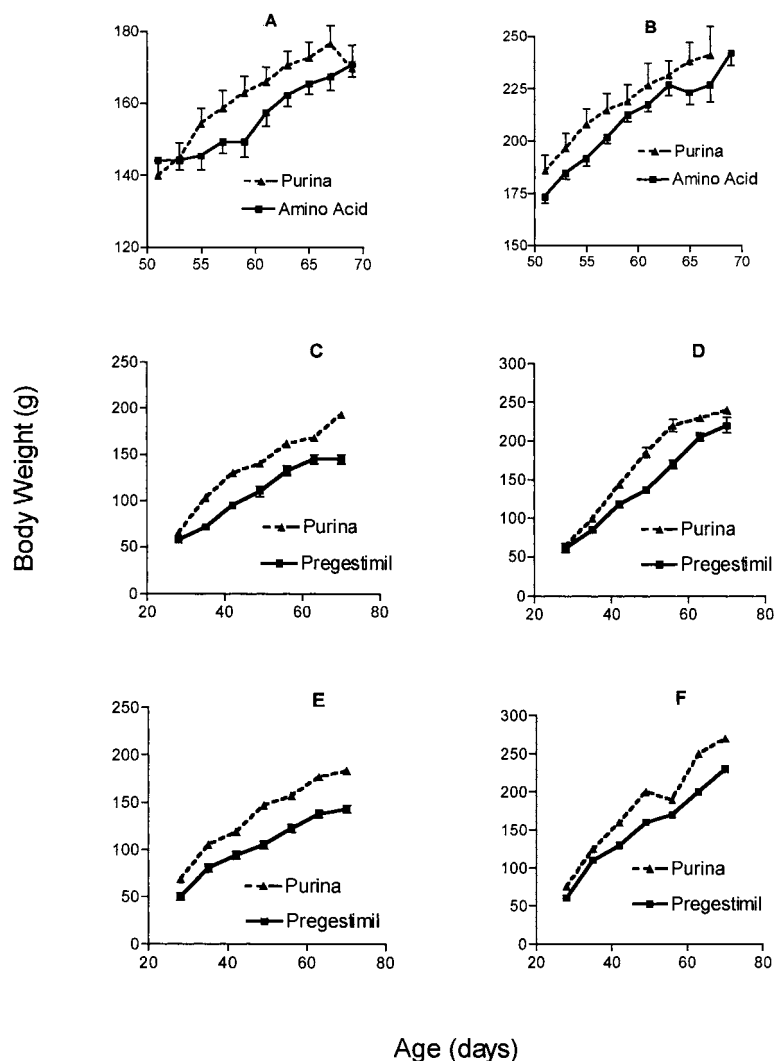 A
180
160
140
120
50 55 60 65 70
Purina
Amino Acid
B
250
225
200
175
150
50 55 60 65 70
Purina
Amino Acid
Body Weight (g)
C
250
200
150
100
50
0
20 40 60 80
Purina
Pregestimil
D
300
250
200
150
100
50
0
20 40 60 80
Purina
Pregestimil
E
250
200
150
100
50
0
20 40 60 80
Purina
Pregestimil
F
300
250
200
150
100
50
0
20 40 60 80
Purina
Pregestimil
Age (days)